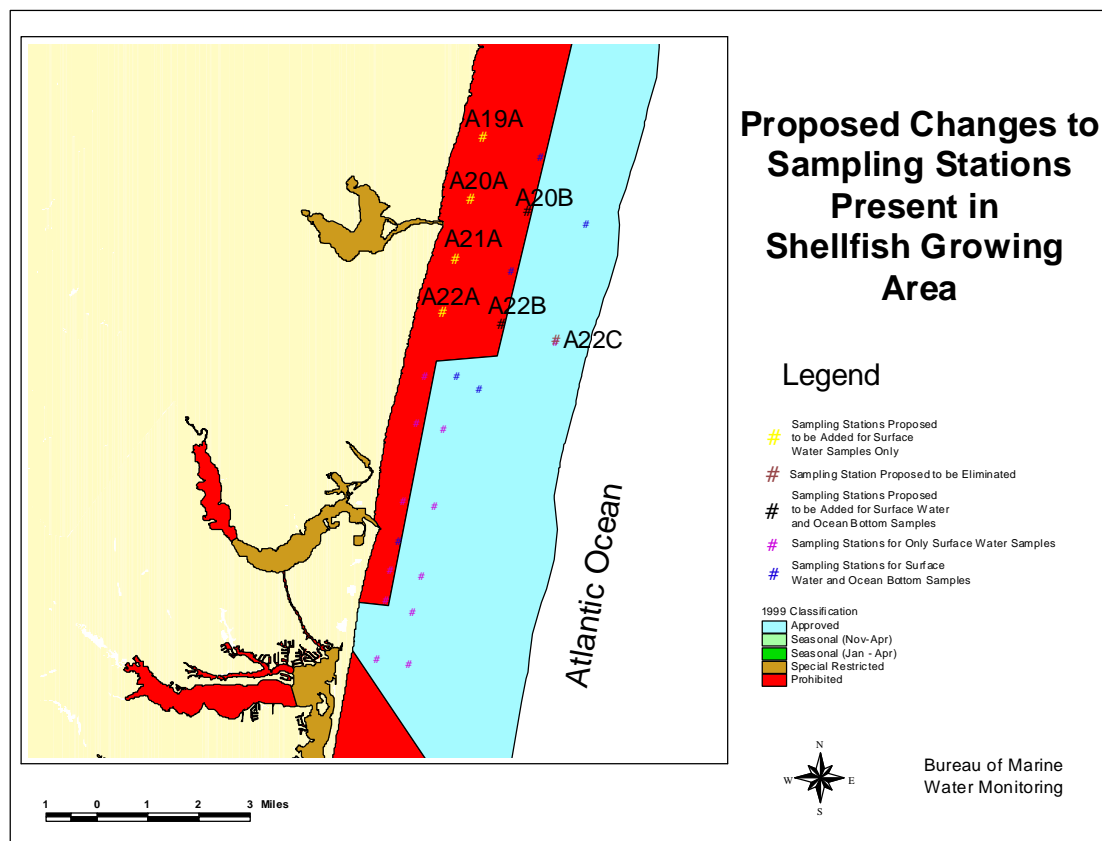 Proposed Changes to
Sampling Stations
Present in
Shellfish Growing
Area
A19A
A20A
A20B
A21A
A22A
A22B
A22C
Atlantic Ocean
Legend
# Sampling Stations Proposed
to be Added for Surface
Water Samples Only
# Sampling Station Proposed to be Eliminated
# Sampling Stations Proposed
to be Added for Surface Water
and Ocean Bottom Samples
# Sampling Stations for Only Surface Water Samples
# Sampling Stations for Surface
Water and Ocean Bottom Samples
1999 Classification
Approved
Seasonal (Nov-Apr)
Seasonal (Jan - Apr)
Special Restricted
Prohibited
N
W E
S
Bureau of Marine
Water Monitoring
1 0 1 2 3 Miles